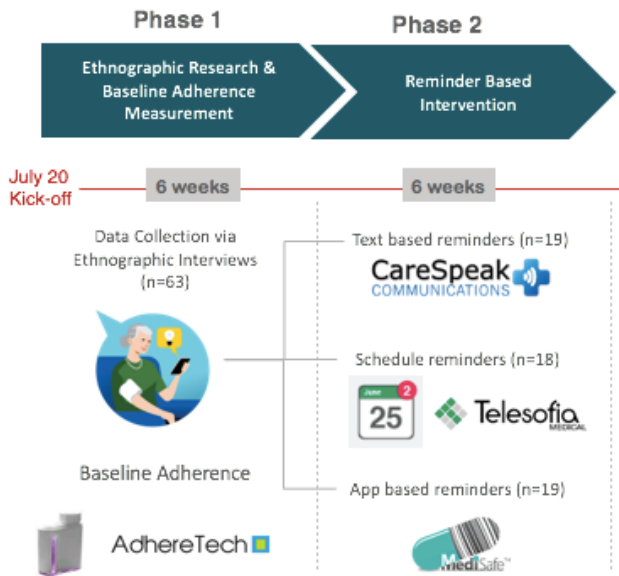 Phase 1
Phase 2
Ethnographic Research &
Baseline Adherence
Measurement
Reminder Based
Intervention
July 20
Kick-off
6 weeks
6 weeks
Data Collection via
Ethnographic Interviews
(n=63)
Text based reminders (n=19)
CareSpeak
COMMUNICATIONS
Schedule reminders (n=18)
June
2
25
Telesofia
MEDICAL
Baseline Adherence
App based reminders (n=19)
AdhereTech
MediSafe™